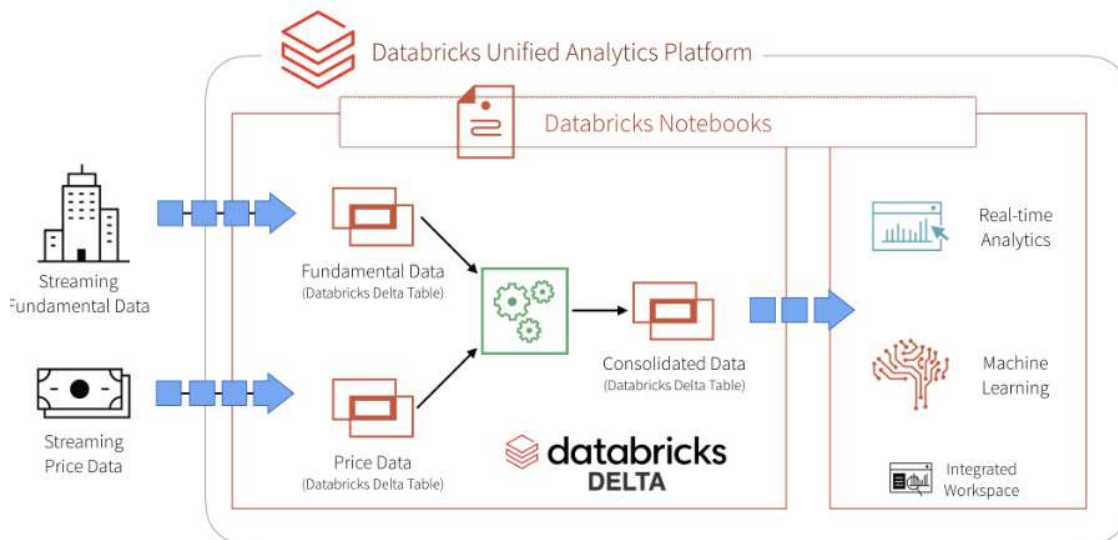 Databricks Unified Analytics Platform
Databricks Notebooks
Streaming
Fundamental Data
Fundamental Data
(Databricks Delta Table)
Consolidated Data
(Databricks Delta Table)
Real-time
Analytics
Machine
Learning
Streaming
Price Data
Price Data
(Databricks Delta Table)
databricks
DELTA
Integrated
Workspace